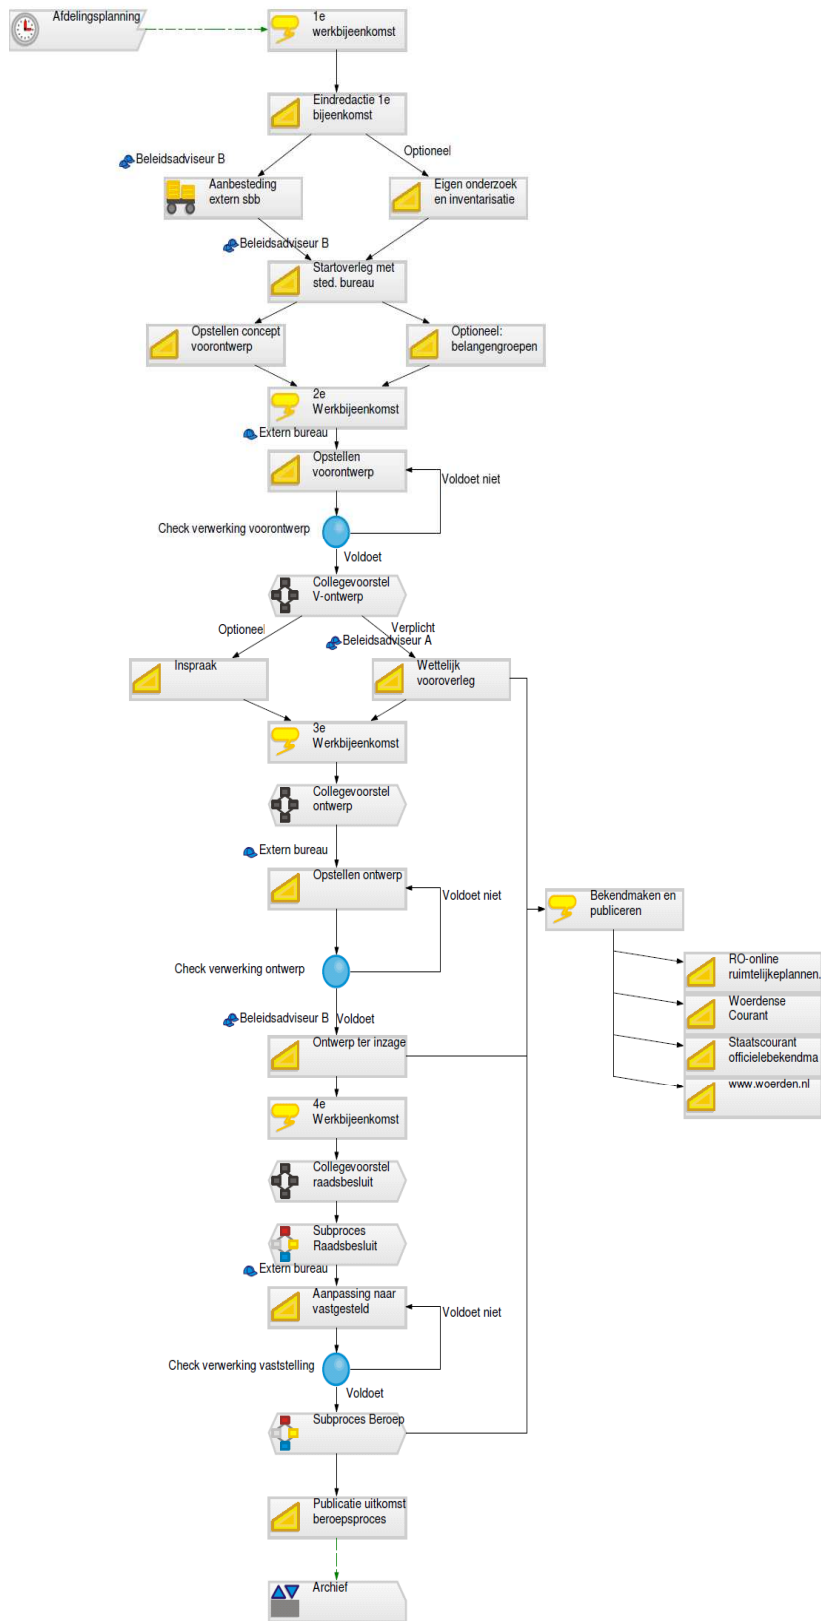 Afdelingsplanning
1e
werkbijeenkomst
Eindredactie 1e
bijeenkomst
Optioneel
Beleidsadviseur B
Aanbesteding
extern sbb
Eigen onderzoek
en inventarisatie
Beleidsadviseur B
Startoverleg met
sted. bureau
Opstellen concept
voorontwerp
Optioneel:
belangengroepen
2e
Werkbijeenkomst
Extern bureau
Opstellen
voorontwerp
Voldoet niet
Check verwerking voorontwerp
Voldoet
Collegevoorstel
V-ontwerp
Optioneel
Verplicht
Beleidsadviseur A
Inspraak
Wettelijk
vooroverleg
3e
Werkbijeenkomst
Collegevoorstel
ontwerp
Extern bureau
Opstellen ontwerp
Voldoet niet
Bekendmaken en
publiceren
Check verwerking ontwerp
RO-online
ruimtelijkeplannen.
Woerdense
Courant
Beleidsadviseur B
Voldoet
Ontwerp ter inzage
Staatscourant
officielebekendma
www.woerden.nl
4e
Werkbijeenkomst
Collegevoorstel
raadsbesluit
Subproces
Raadsbesluit
Extern bureau
Aanpassing naar
vastgesteld
Voldoet niet
Check verwerking vaststelling
Voldoet
Subproces Beroep
Publicatie uitkomst
beroepsproces
Archief